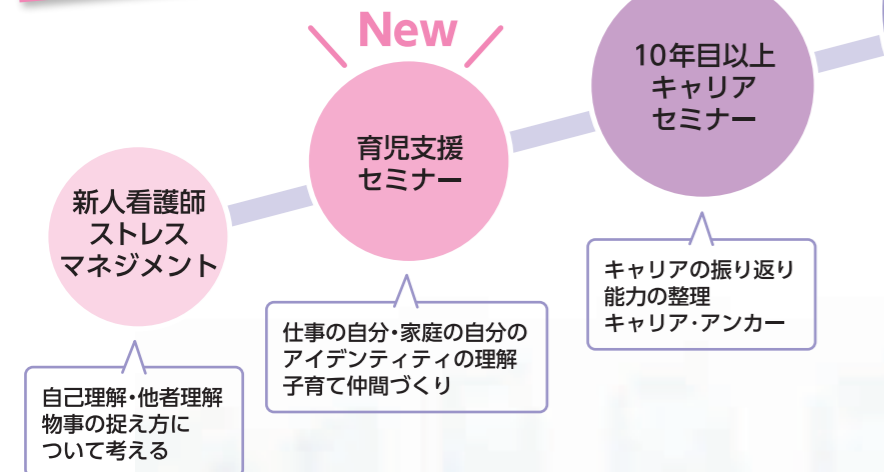 New
新人看護師
ストレス
マネジメント
自己理解・他者理解
物事の捉え方に
ついて考える
育児支援
セミナー
仕事の自分・家庭の自分の
アイデンティティの理解
子育て仲間づくり
10年目以上
キャリア
セミナー
キャリアの振り返り
能力の整理
キャリア・アンカー